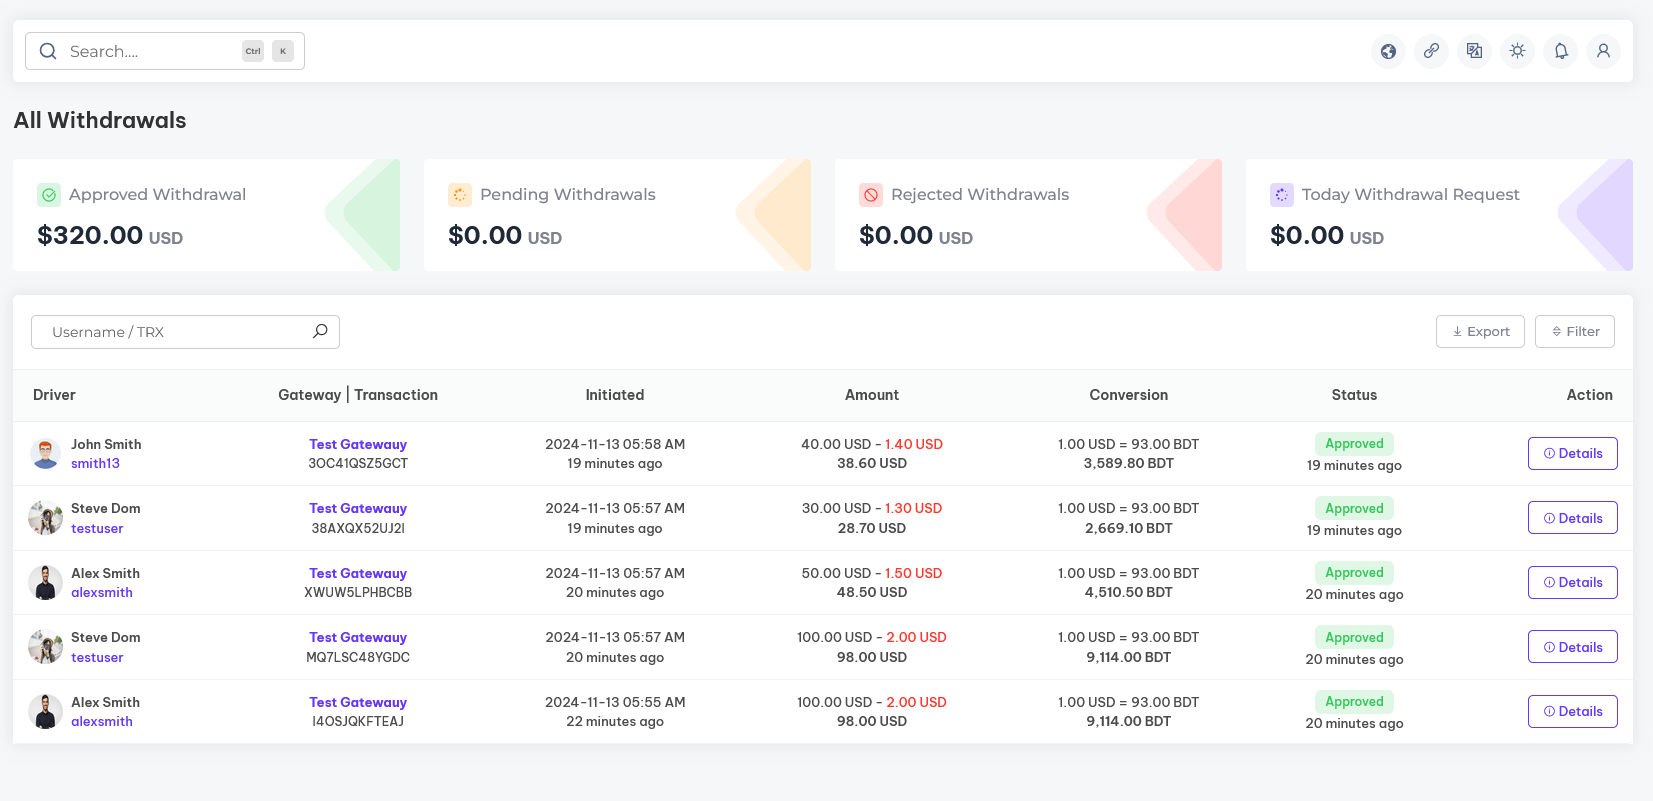 Search.... Ctrl K
All Withdrawals
Approved Withdrawal
$320.00 USD
Pending Withdrawals
$0.00 USD
Rejected Withdrawals
$0.00 USD
Today Withdrawal Request
$0.00 USD
Username / TRX
Export Filter
Driver Gateway | Transaction Initiated Amount Conversion Status Action
John Smith Test Gatewauy 2024-11-13 05:58 AM 40.00 USD - 1.40 USD 1.00 USD = 93.00 BDT Approved Details
smith13 3OC41QSZ5GCT 19 minutes ago 38.60 USD 3,589.80 BDT 19 minutes ago
Steve Dom Test Gatewauy 2024-11-13 05:57 AM 30.00 USD - 1.30 USD 1.00 USD = 93.00 BDT Approved Details
testuser 38AXQX52UJ2I 19 minutes ago 28.70 USD 2,669.10 BDT 19 minutes ago
Alex Smith Test Gatewauy 2024-11-13 05:57 AM 50.00 USD - 1.50 USD 1.00 USD = 93.00 BDT Approved Details
alexsmith XWUW5LPHBCBB 20 minutes ago 48.50 USD 4,510.50 BDT 20 minutes ago
Steve Dom Test Gatewauy 2024-11-13 05:57 AM 100.00 USD - 2.00 USD 1.00 USD = 93.00 BDT Approved Details
testuser MQ7LSC48YGDC 20 minutes ago 98.00 USD 9,114.00 BDT 20 minutes ago
Alex Smith Test Gatewauy 2024-11-13 05:55 AM 100.00 USD - 2.00 USD 1.00 USD = 93.00 BDT Approved Details
alexsmith I4OSJQKFTEAJ 22 minutes ago 98.00 USD 9,114.00 BDT 20 minutes ago